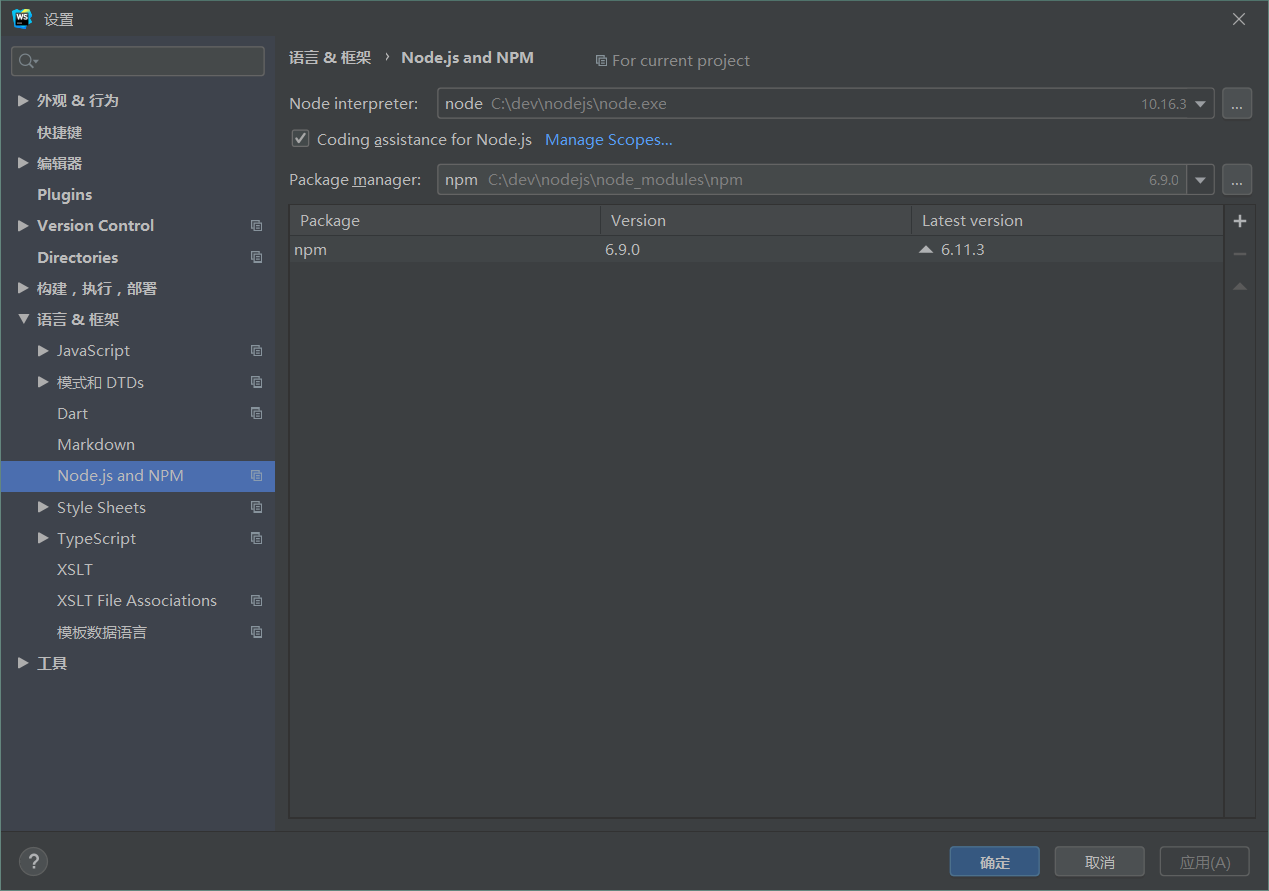 WS 设置
外观 & 行为
快捷键
编辑器
Plugins
Version Control
Directories
构建，执行，部署
语言 & 框架
JavaScript
模式和 DTDs
Dart
Markdown
Node.js and NPM
Style Sheets
TypeScript
XSLT
XSLT File Associations
模板数据语言
工具
语言 & 框架 › Node.js and NPM For current project
Node interpreter: node C:\dev\nodejs\node.exe 10.16.3 ...
Coding assistance for Node.js Manage Scopes...
Package manager: npm C:\dev\nodejs\node_modules\npm 6.9.0 ...
Package Version Latest version +
npm 6.9.0 6.11.3
? 确定 取消 应用(A)